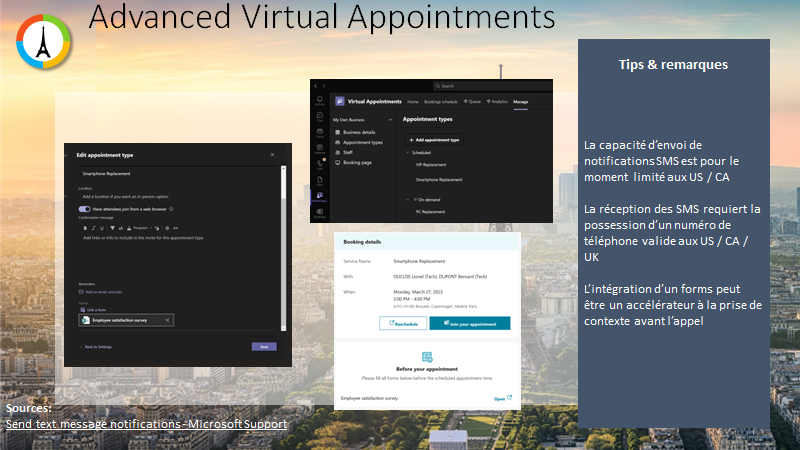 Advanced Virtual Appointments
Tips & remarques
La capacité d'envoi de
notifications SMS est pour le
moment limité aux US / CA
La réception des SMS requiert la
possession d'un numéro de
téléphone valide aux US / CA /
UK
L'intégration d'un forms peut
être un accélérateur à la prise de
contexte avant l'appel
Search
Virtual Appointments Home Bookings schedule Queue Analytics Manage
My Own Business
Business details
Appointment types
Staff
Booking page
Appointment types
+ Add appointment type
Scheduled
VIP Replacement
Smartphone Replacement
On-demand
PC Replacement
Edit appointment type
Smartphone Replacement
Location
Add a location if you want an in-person option
Have attendees join from a web browser
Confirmation message
B I U Paragraph
Add links or info to include in the invite for this appointment type
Reminders
Add an email reminder
Forms
Link a form
Employee satisfaction survey
Back to Settings
Save
Booking details
Service Name Smartphone Replacement
With DUCLOS Lionel (Tech), DUPONT Bernard (Tech)
When Monday, March 27, 2023
2:00 PM - 4:00 PM
(UTC+01:00) Brussels, Copenhagen, Madrid, Paris
Reschedule
Join your appointment
Before your appointment
Please fill all forms below before the scheduled appointment time
Employee satisfaction survey Open
Sources:
Send text message notifications - Microsoft Support